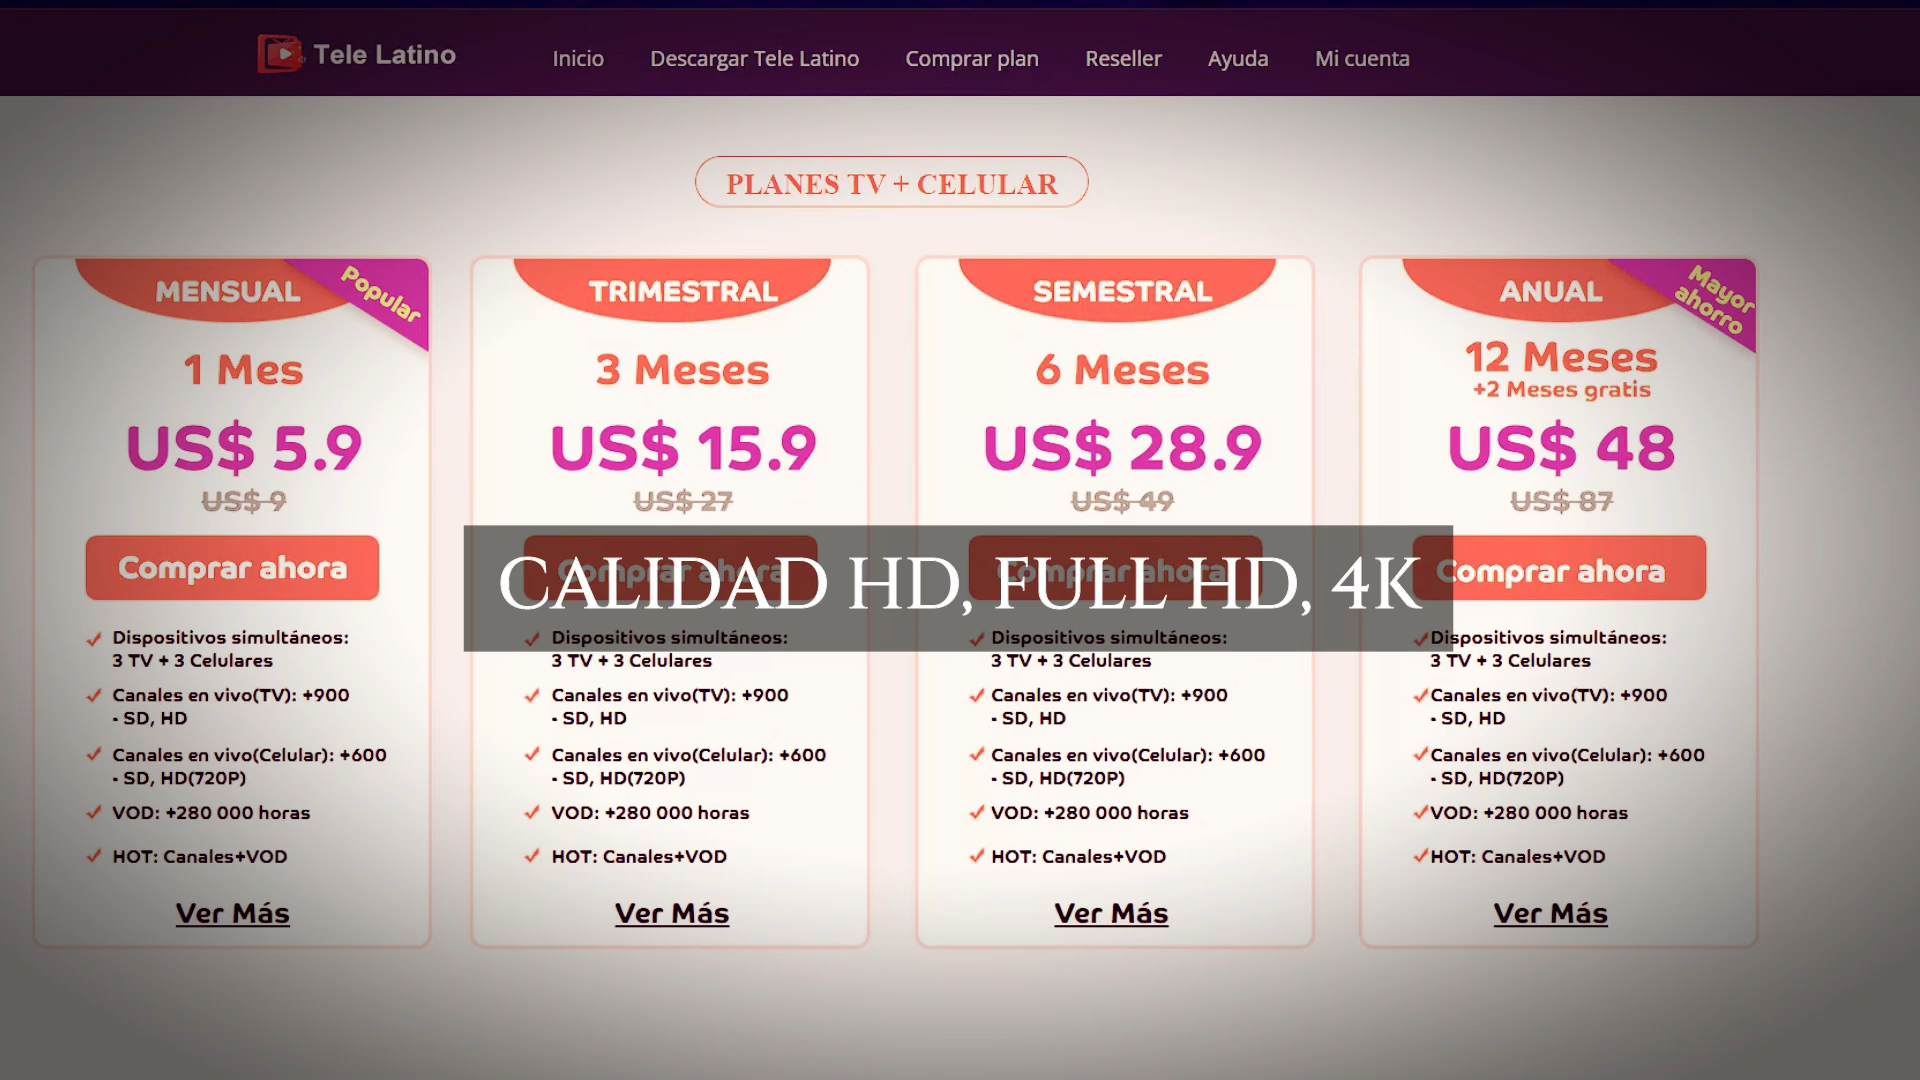 Tele Latino
Inicio
Descargar Tele Latino
Comprar plan
Reseller
Ayuda
Mi cuenta
PLANES TV + CELULAR
MENSUAL
Popular
1 Mes
US$ 5.9
US$ 9
Comprar ahora
Dispositivos simultáneos:
3 TV + 3 Celulares
Canales en vivo(TV): +900
- SD, HD
Canales en vivo(Celular): +600
- SD, HD(720P)
VOD: +280 000 horas
HOT: Canales+VOD
Ver Más
TRIMESTRAL
3 Meses
US$ 15.9
US$ 27
Comprar ahora
Dispositivos simultáneos:
3 TV + 3 Celulares
Canales en vivo(TV): +900
- SD, HD
Canales en vivo(Celular): +600
- SD, HD(720P)
VOD: +280 000 horas
HOT: Canales+VOD
Ver Más
SEMESTRAL
6 Meses
US$ 28.9
US$ 49
Comprar ahora
Dispositivos simultáneos:
3 TV + 3 Celulares
Canales en vivo(TV): +900
- SD, HD
Canales en vivo(Celular): +600
- SD, HD(720P)
VOD: +280 000 horas
HOT: Canales+VOD
Ver Más
ANUAL
Mayor
ahorro
12 Meses
+2 Meses gratis
US$ 48
US$ 87
Comprar ahora
Dispositivos simultáneos:
3 TV + 3 Celulares
Canales en vivo(TV): +900
- SD, HD
Canales en vivo(Celular): +600
- SD, HD(720P)
VOD: +280 000 horas
HOT: Canales+VOD
Ver Más
CALIDAD HD, FULL HD, 4K